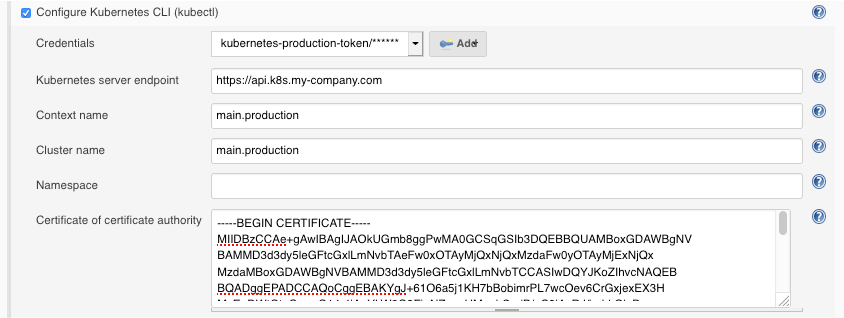 Configure Kubernetes CLI (kubectl)
Credentials
kubernetes-production-token/******
Add
Kubernetes server endpoint
https://api.k8s.my-company.com
Context name
main.production
Cluster name
main.production
Namespace
Certificate of certificate authority
-----BEGIN CERTIFICATE-----
MIIDBzCCAe+gAwIBAgIJAOkUGmb8ggPwMA0GCSqGSIb3DQEBBQUAMBoxGDAWBgNV
BAMMD3d3dy5leGFtcGxlLmNvbTAeFw0xOTAyMjQxNjQxMzdaFw0yOTAyMjExNjQx
MzdaMBoxGDAWBgNVBAMMD3d3dy5leGFtcGxlLmNvbTCCASIwDQYJKoZIhvcNAQEB
BQADggEPADCCAQoCggEBAKYgJ+61O6a5j1KH7bBobimrPL7wcOev6CrGxjexEX3H